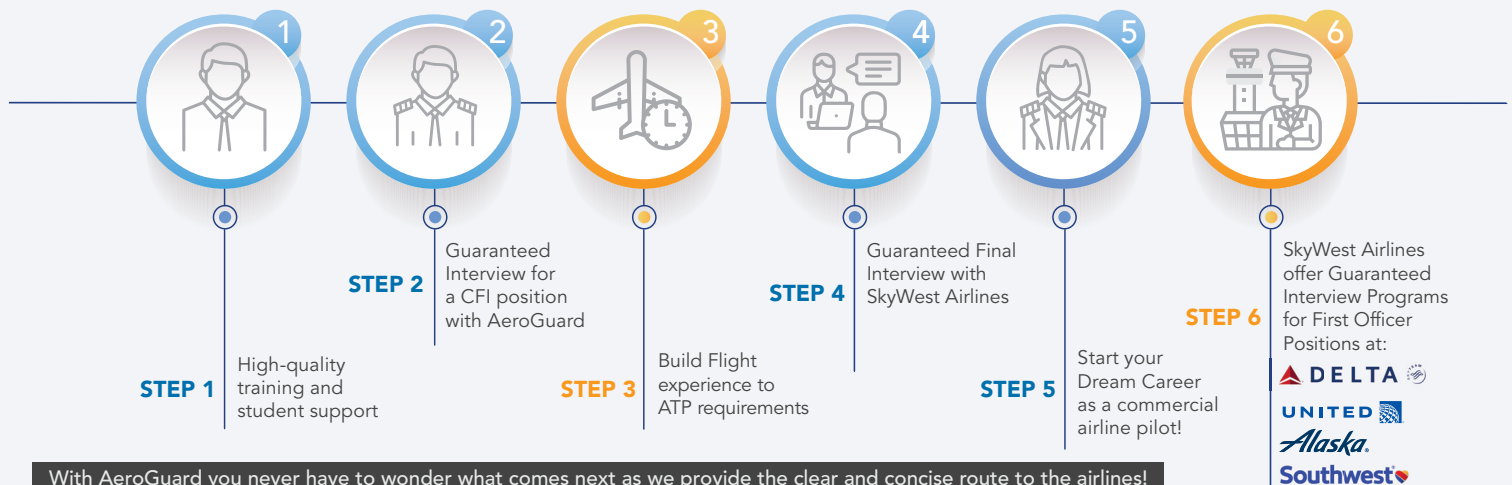 1
2
3
4
5
6
STEP 1
High-quality
training and
student support
STEP 2
Guaranteed
Interview for
a CFI position
with AeroGuard
STEP 3
Build Flight
experience to
ATP requirements
STEP 4
Guaranteed Final
Interview with
SkyWest Airlines
STEP 5
Start your
Dream Career
as a commercial
airline pilot!
STEP 6
SkyWest Airlines
offer Guaranteed
Interview Programs
for First Officer
Positions at:
DELTA
UNITED
Alaska.
Southwest
With AeroGuard you never have to wonder what comes next as we provide the clear and concise route to the airlines!